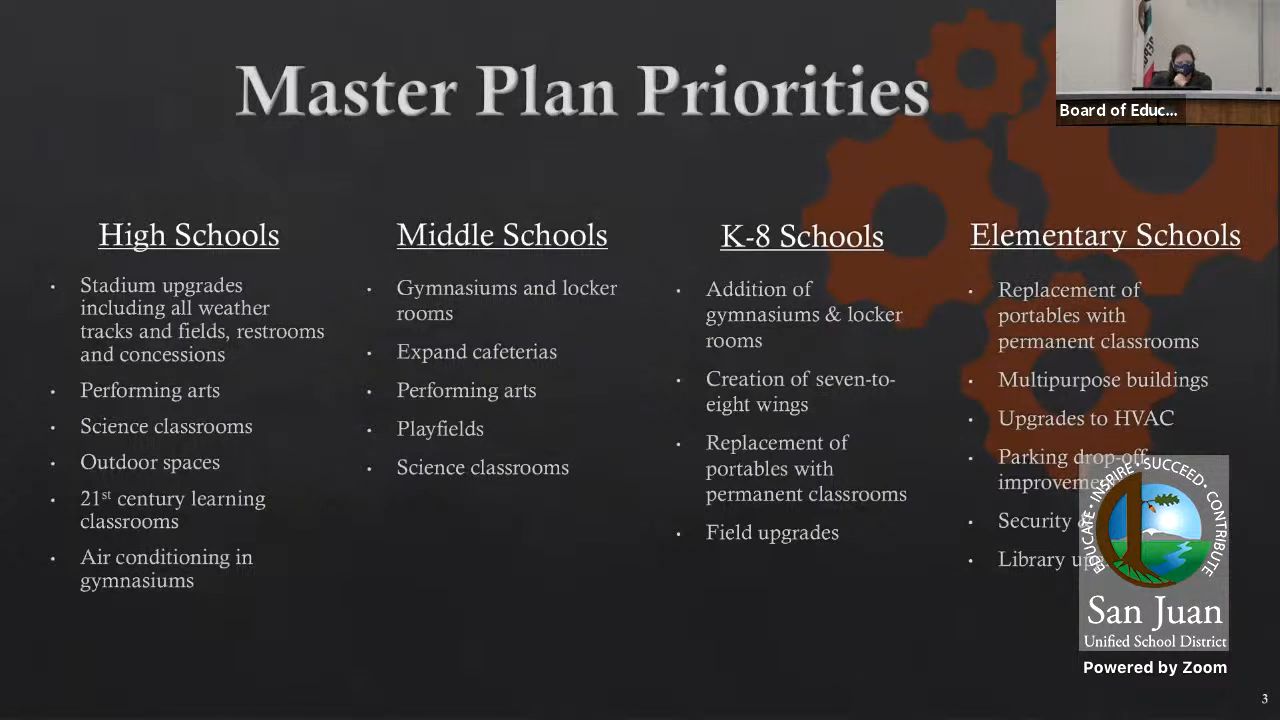 Master Plan Priorities
Board of Educ...
High Schools
Stadium upgrades
including all weather
tracks and fields, restrooms
and concessions
Performing arts
Science classrooms
Outdoor spaces
21st century learning
classrooms
Air conditioning in
gymnasiums
Middle Schools
Gymnasiums and locker
rooms
Expand cafeterias
Performing arts
Playfields
Science classrooms
K-8 Schools
Addition of
gymnasiums & locker
rooms
Creation of seven-to-
eight wings
Replacement of
portables with
permanent classrooms
Field upgrades
Elementary Schools
Replacement of
portables with
permanent classrooms
Multipurpose buildings
Upgrades to HVAC
Parking drop-off
Security
Library
EDUCATE • INSPIRE • SUCCEED • CONTRIBUTE
San Juan
Unified School District
Powered by Zoom
3